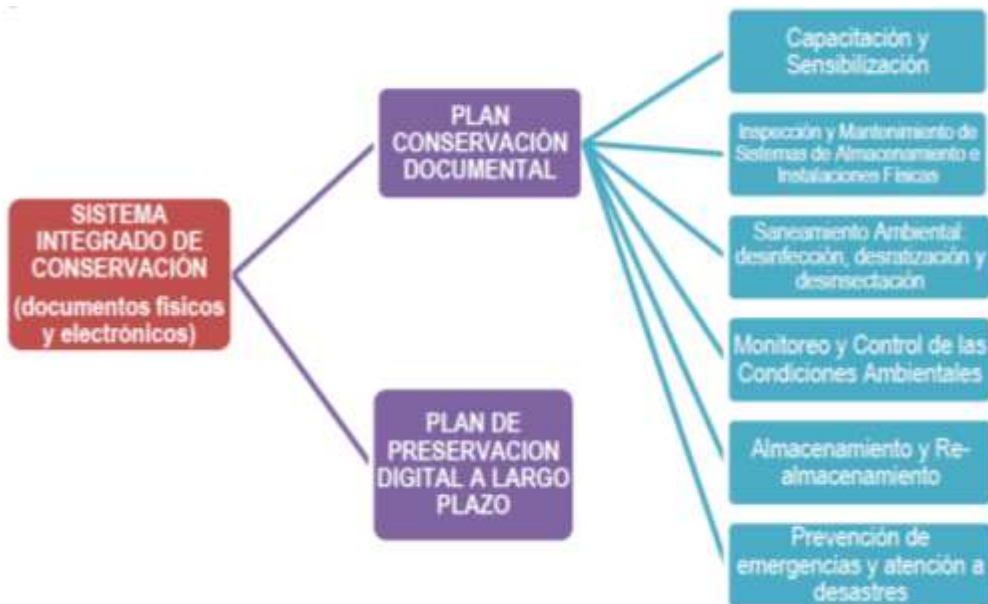 SISTEMA
INTEGRADO DE
CONSERVACIÓN
(documentos físicos
y electrónicos)
PLAN
CONSERVACIÓN
DOCUMENTAL
PLAN DE
PRESERVACION
DIGITAL A LARGO
PLAZO
Capacitación y
Sensibilización
Inspección y Mantenimiento de
Sistemas de Almacenamiento e
Instalaciones Físicas
Saneamiento Ambiental
desinfección, desratización y
desinsectación
Monitoreo y Control de las
Condiciones Ambientales
Almacenamiento y Re-
almacenamiento
Prevención de
emergencias y atención a
desastres